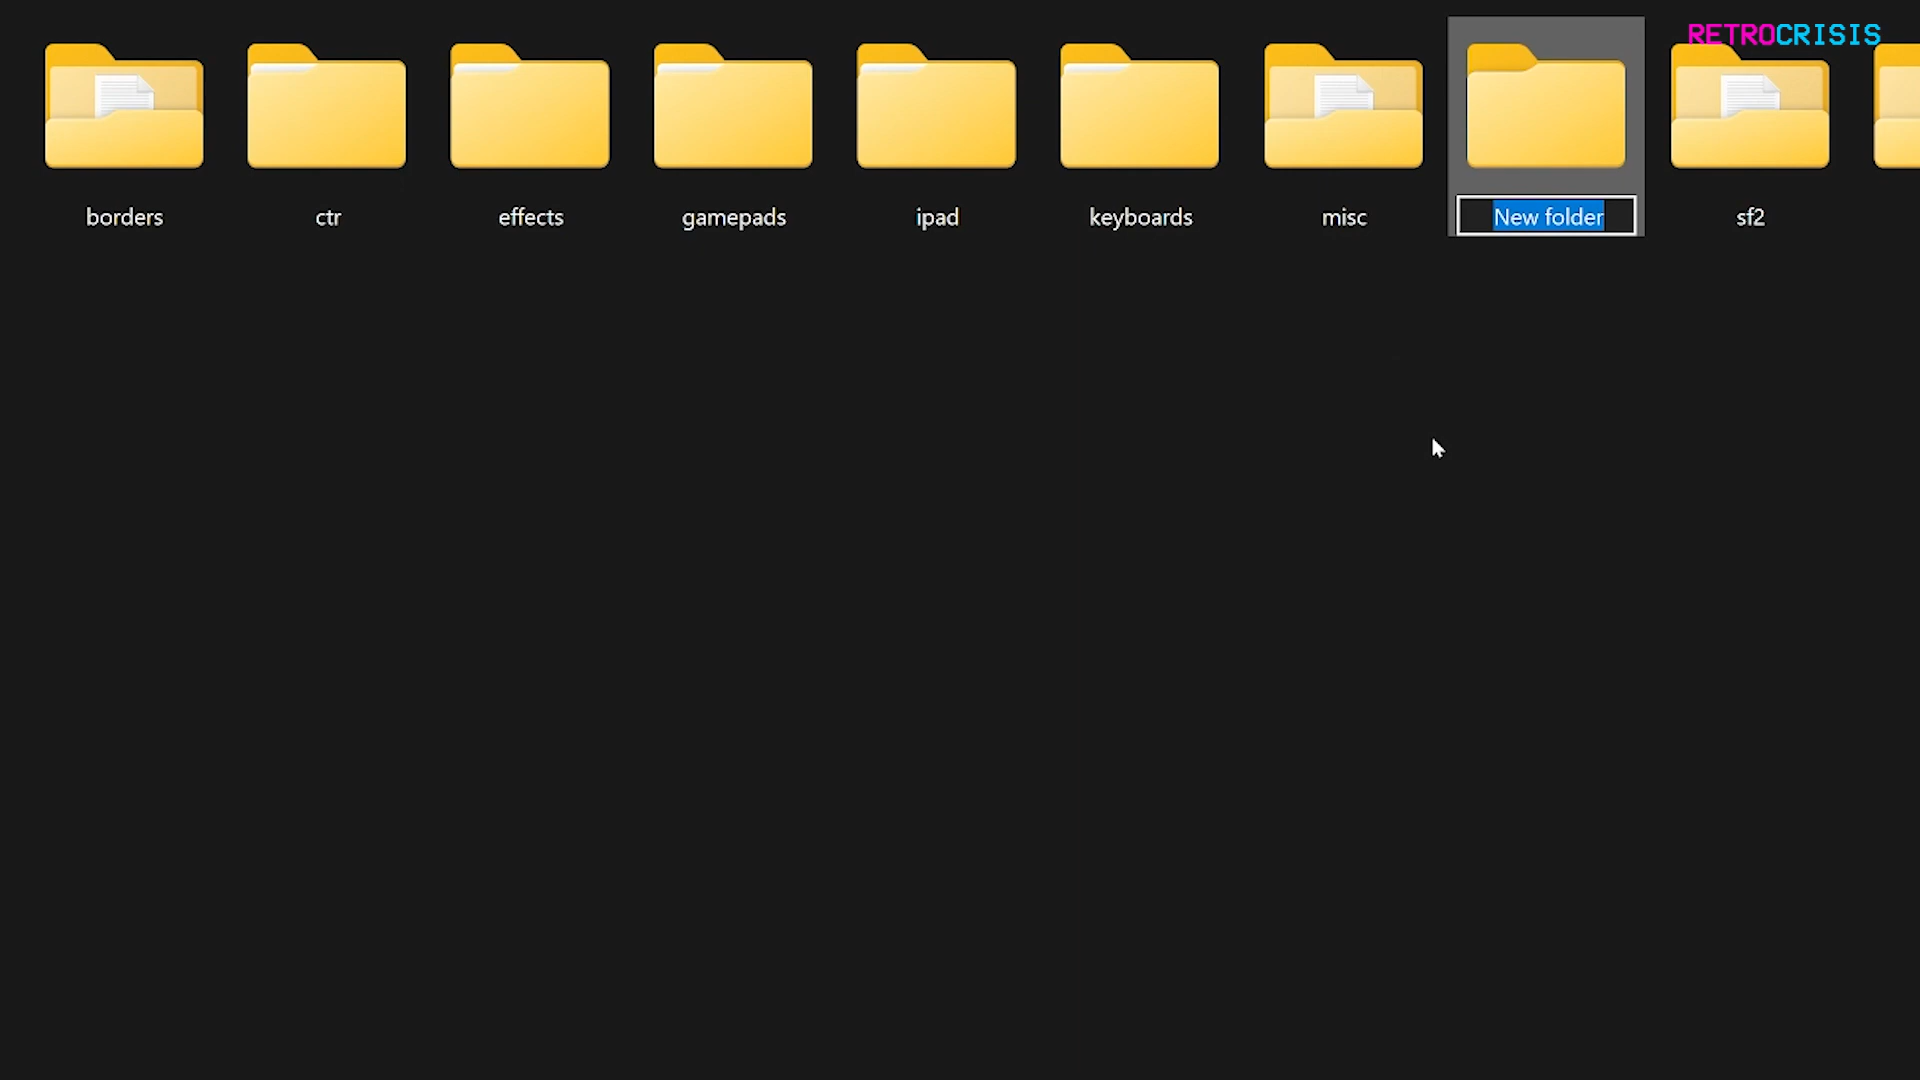 RETROCRISIS
borders
ctr
effects
gamepads
ipad
keyboards
misc
New folder
sf2